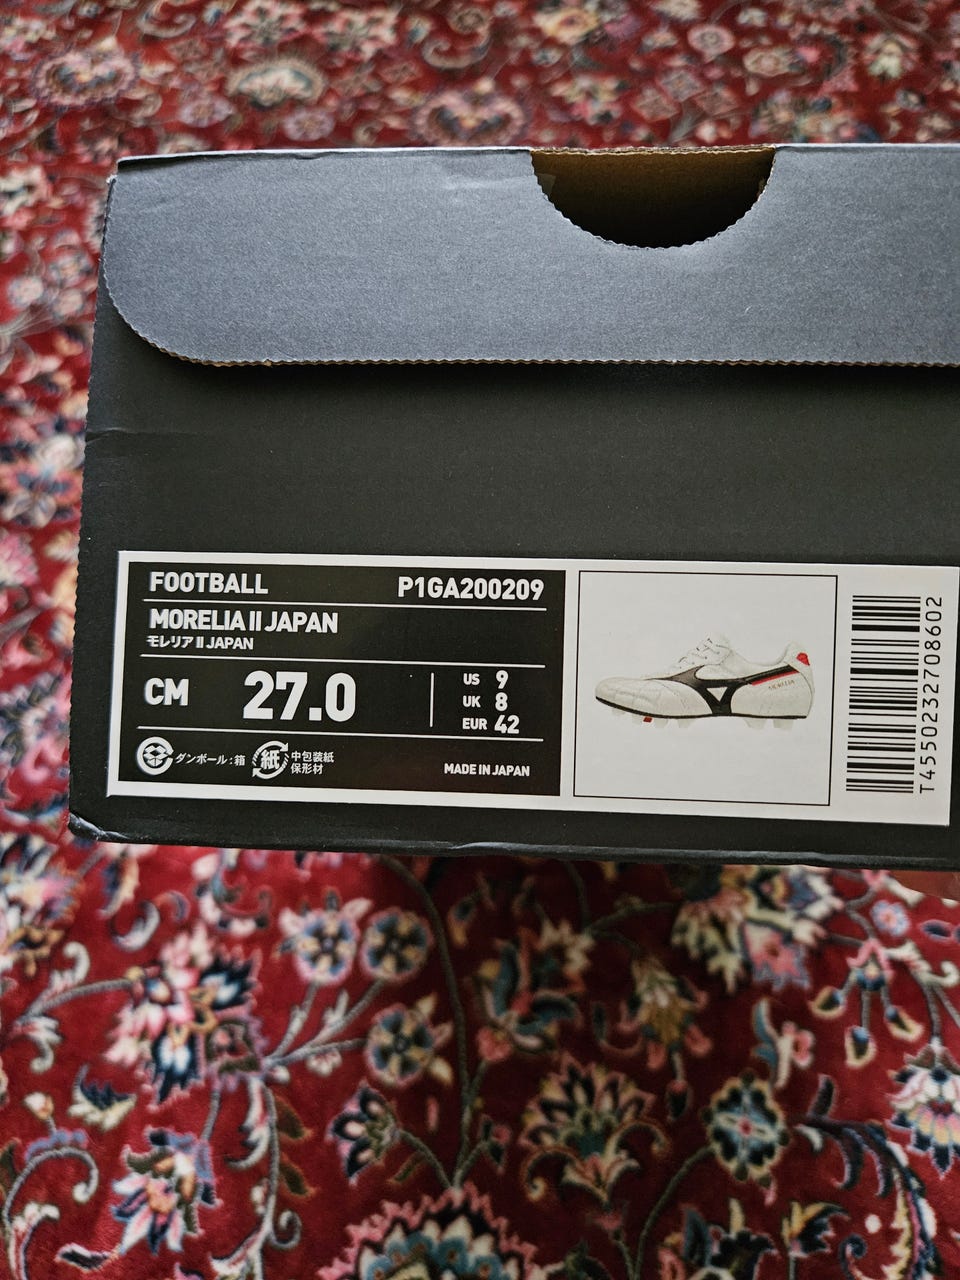 FOOTBALL P1GA200209
MORELIA II JAPAN
モレリア II JAPAN
CM 27.0
US 9
UK 8
EUR 42
ダンボール:箱
紙 中包装紙
保形材
MADE IN JAPAN
MORELIA
T4550232708602